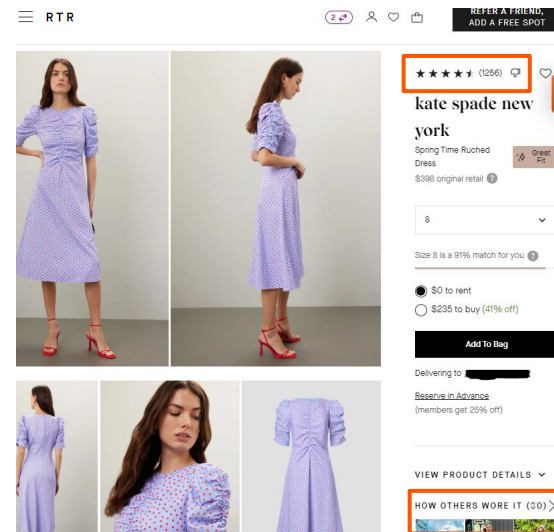 RTR
2
REFER A FRIEND,
ADD A FREE SPOT
(1256)
kate spade new
york
Spring Time Ruched
Dress
Great
Fit
$398 original retail ?
8
Size 8 is a 91% match for you ?
$0 to rent
$235 to buy (41% off)
Add To Bag
Delivering to
Reserve in Advance
(members get 25% off)
VIEW PRODUCT DETAILS
HOW OTHERS WORE IT (30)